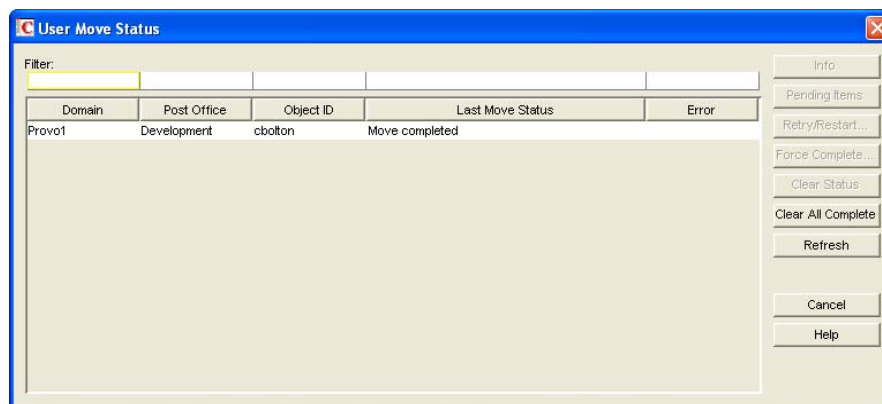 User Move Status
Filter:
Info
Pending Items
Domain Post Office Object ID Last Move Status Error
Provo1 Development cbolton Move completed
Retry/Restart...
Force Complete...
Clear Status
Clear All Complete
Refresh
Cancel
Help